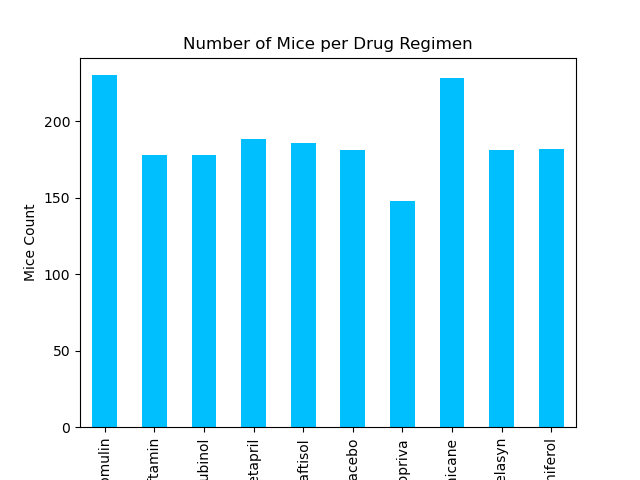 Number of Mice per Drug Regimen
Mice Count
200
150
100
50
0
omulin
ftamin
ubinol
etapril
aftisol
acebo
opriva
nicane
elasyn
niferol